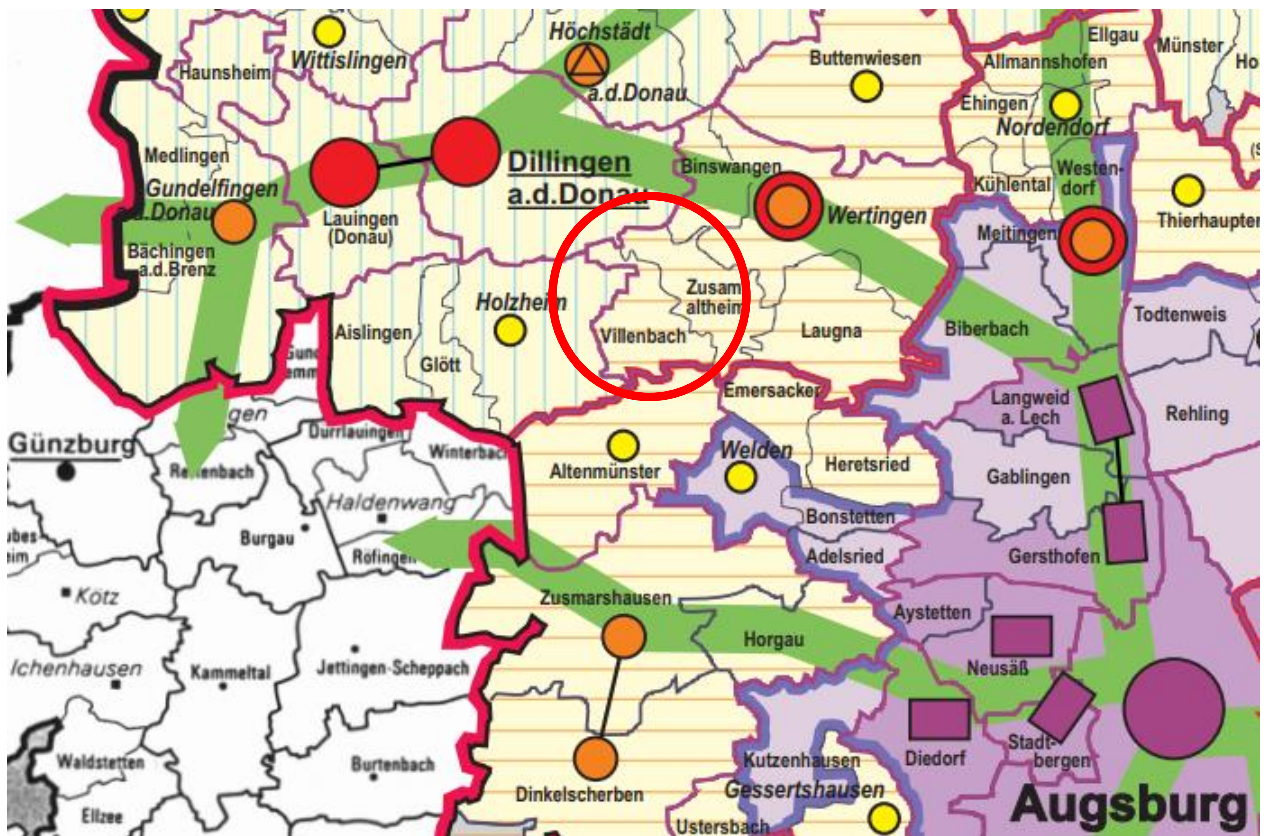 Ellgau
Höchstädt
Münster
Wittislingen
Buttenwiesen
Allmannshofen
Haunsheim
a.d.Donau
Ehingen
Nordendorf
Medlingen
Dillingen
a.d.Donau
Binswangen
Westen-
dorf
Kühlental
Gundelfingen
a.d.Donau
Wertingen
Thierhaupten
Lauingen
(Donau)
Meitingen
Bächingen
a.d.Brenz
Zusam
altheim
Holzheim
Todtenweis
Aislingen
Villenbach
Laugna
Biberbach
Glött
Emersacker
Langweid
a. Lech
Rehling
Günzburg
Durrlauingen
Winterbach
Welden
Altenmünster
Heretsried
Gablingen
Haldenwang
Bonstetten
Burgau
Adelsried
Gersthofen
Kötz
Zusmarshausen
Aystetten
Horgau
Ichenhausen
Kammeltal
Jettingen-Scheppach
Neusäß
Waldstetten
Burtenbach
Kutzenhausen
Diedorf
Stadt-
bergen
Dinkelscherben
Gessertshausen
Augsburg
Ellzee
Ustersbach